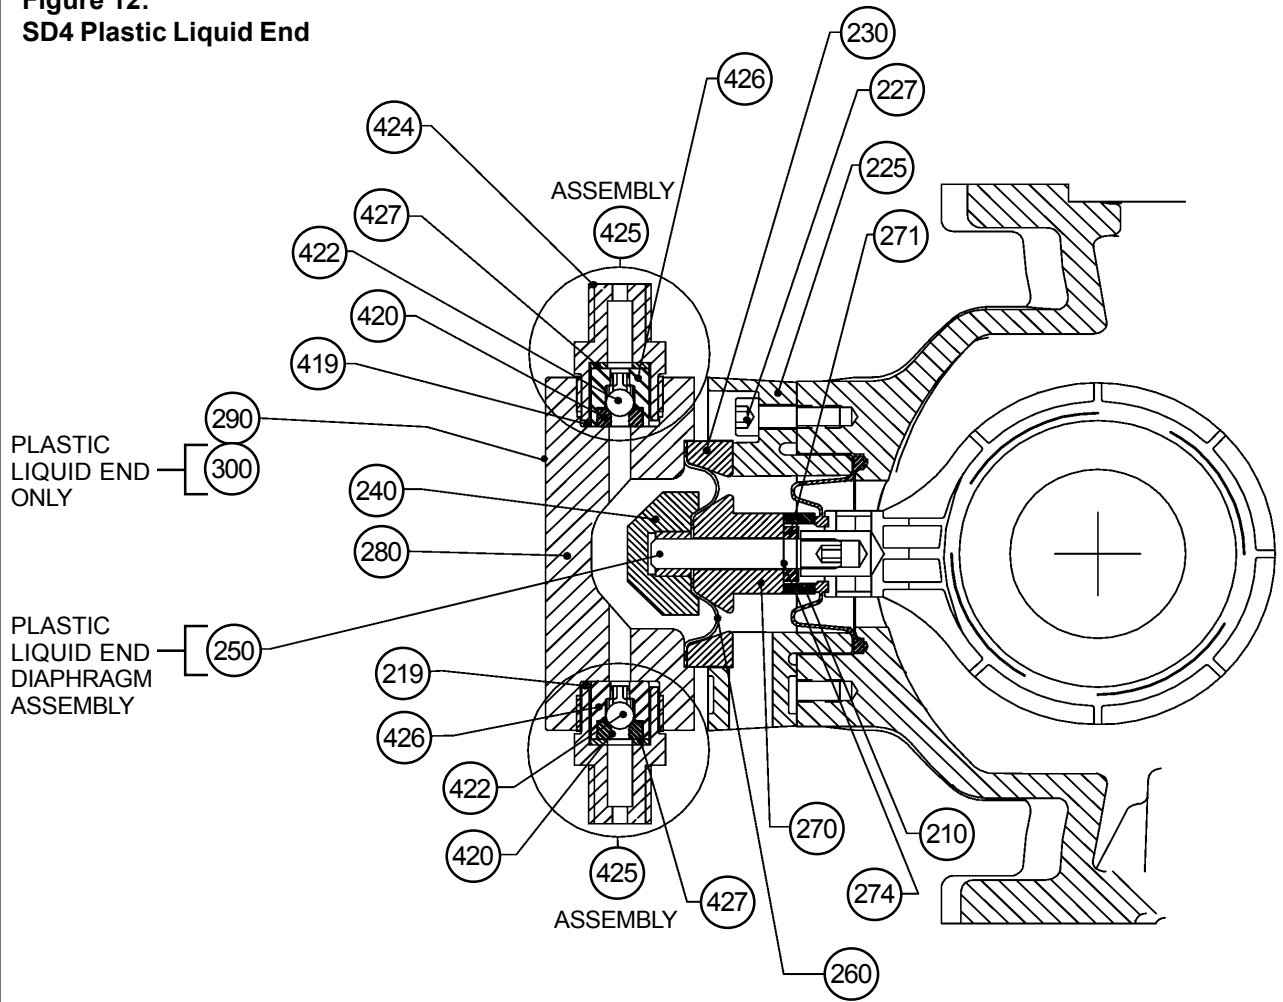 Figure 12:
SD4 Plastic Liquid End
230
426
227
424
225
ASSEMBLY
427
425
271
422
420
419
290
PLASTIC
LIQUID END
ONLY
300
240
280
PLASTIC
LIQUID END
DIAPHRAGM
ASSEMBLY
250
219
426
422
420
425
ASSEMBLY
427
270
210
274
260